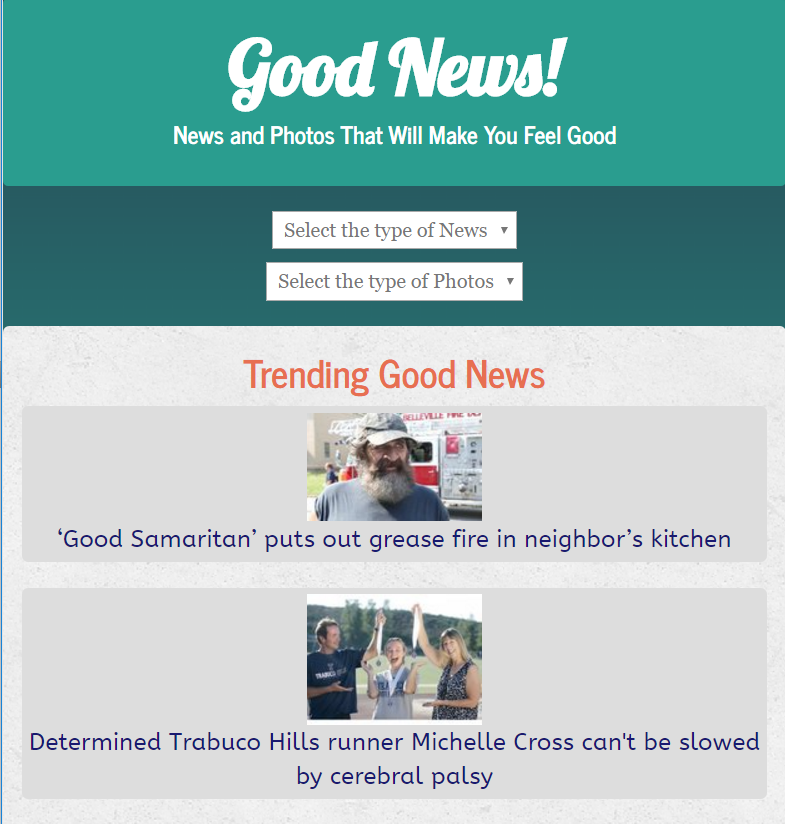 Good News!
News and Photos That Will Make You Feel Good
Select the type of News
Select the type of Photos
Trending Good News
BELLEVILLE FIRE
‘Good Samaritan’ puts out grease fire in neighbor’s kitchen
Determined Trabuco Hills runner Michelle Cross can't be slowed
by cerebral palsy